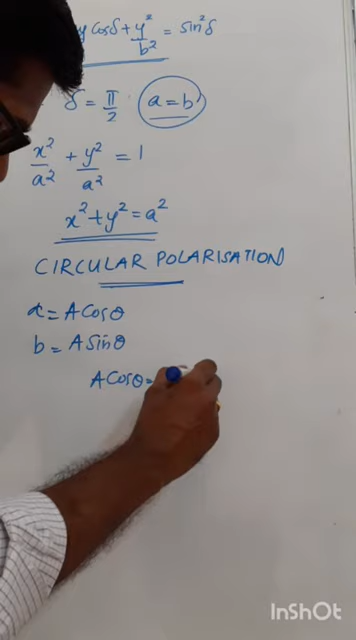 y cosδ + y²/b² = sin²δ
δ = π/2 a = b
x²/a² + y²/a² = 1
x² + y² = a²
CIRCULAR POLARISATION
a = A Cosθ
b = A Sinθ
A Cosθ =
InShOt